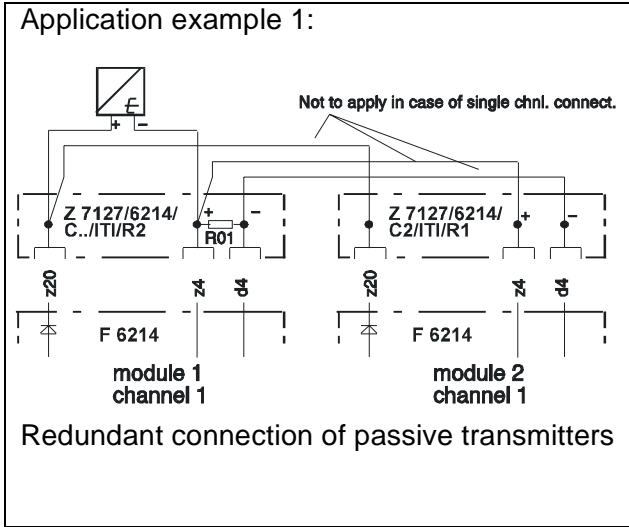 Application example 1:
Not to apply in case of single chnl. connect.
E
+ −
Z 7127/6214/
C../ITI/R2
+ −
R01
Z 7127/6214/
C2/ITI/R1
+ −
z20 z4 d4
z20 z4 d4
F 6214
F 6214
module 1
channel 1
module 2
channel 1
Redundant connection of passive transmitters